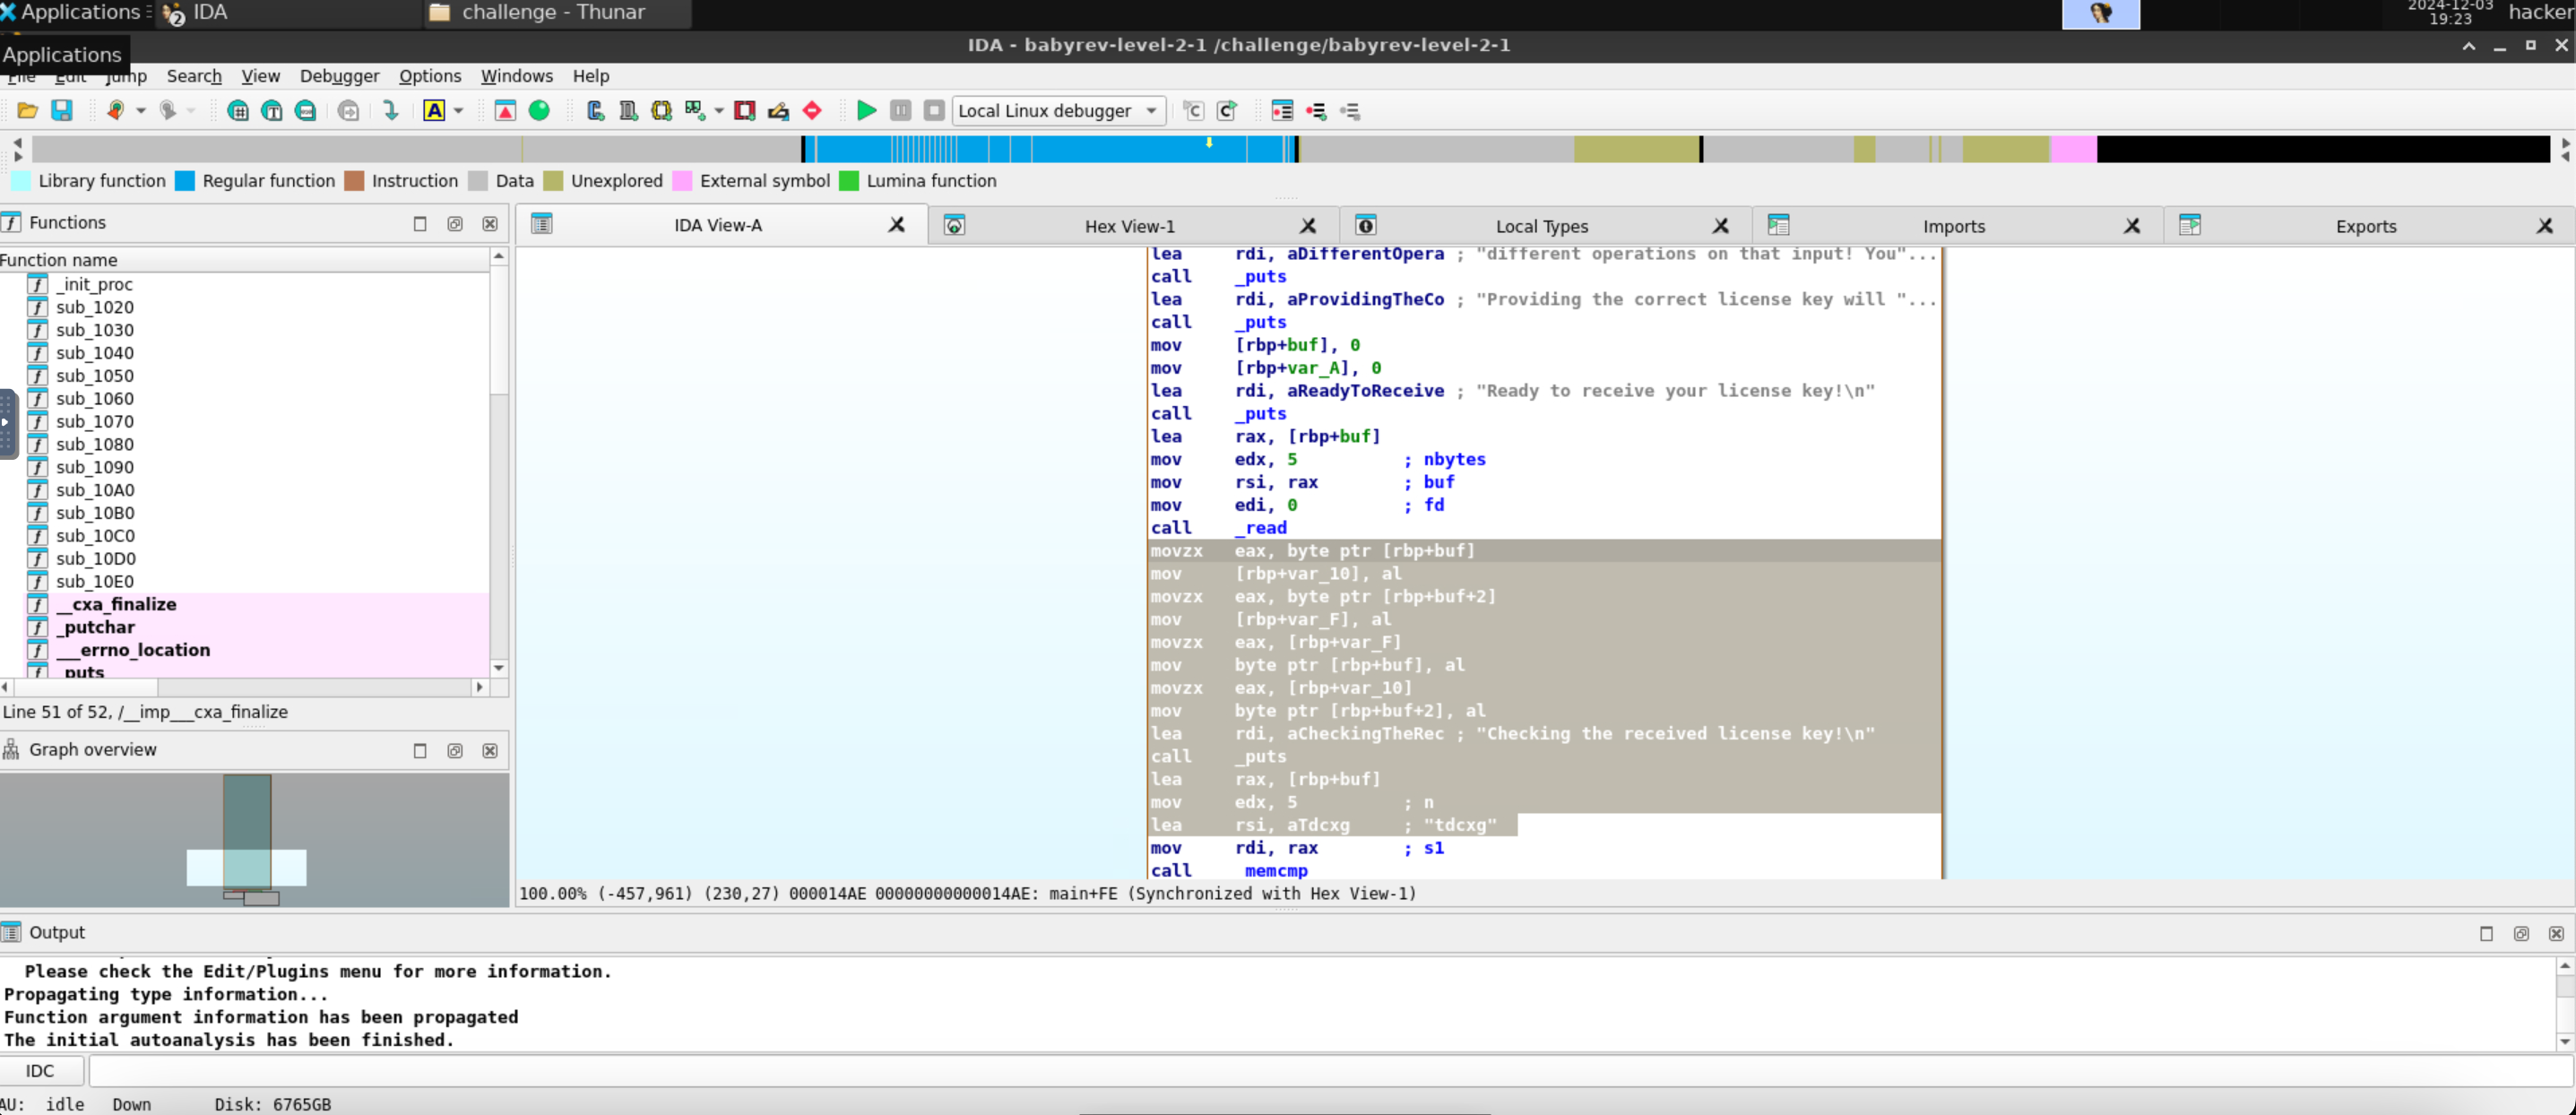 Applications
IDA
challenge - Thunar
2024-12-03
19:23
hacker
Applications
IDA - babyrev-level-2-1 /challenge/babyrev-level-2-1
File Edit Jump Search View Debugger Options Windows Help
Local Linux debugger
Library function Regular function Instruction Data Unexplored External symbol Lumina function
Functions
Function name
_init_proc
sub_1020
sub_1030
sub_1040
sub_1050
sub_1060
sub_1070
sub_1080
sub_1090
sub_10A0
sub_10B0
sub_10C0
sub_10D0
sub_10E0
__cxa_finalize
_putchar
___errno_location
_puts
Line 51 of 52, /__imp___cxa_finalize
Graph overview
IDA View-A
Hex View-1
Local Types
Imports
Exports
lea rdi, aDifferentOpera ; "different operations on that input! You"...
call _puts
lea rdi, aProvidingTheCo ; "Providing the correct license key will "...
call _puts
mov [rbp+buf], 0
mov [rbp+var_A], 0
lea rdi, aReadyToReceive ; "Ready to receive your license key!\n"
call _puts
lea rax, [rbp+buf]
mov edx, 5 ; nbytes
mov rsi, rax ; buf
mov edi, 0 ; fd
call _read
movzx eax, byte ptr [rbp+buf]
mov [rbp+var_10], al
movzx eax, byte ptr [rbp+buf+2]
mov [rbp+var_F], al
movzx eax, [rbp+var_F]
mov byte ptr [rbp+buf], al
movzx eax, [rbp+var_10]
mov byte ptr [rbp+buf+2], al
lea rdi, aCheckingTheRec ; "Checking the received license key!\n"
call _puts
lea rax, [rbp+buf]
mov edx, 5 ; n
lea rsi, aTdcxg ; "tdcxg"
mov rdi, rax ; s1
call _memcmp
100.00% (-457,961) (230,27) 000014AE 00000000000014AE: main+FE (Synchronized with Hex View-1)
Output
Please check the Edit/Plugins menu for more information.
Propagating type information...
Function argument information has been propagated
The initial autoanalysis has been finished.
IDC
AU: idle Down Disk: 6765GB